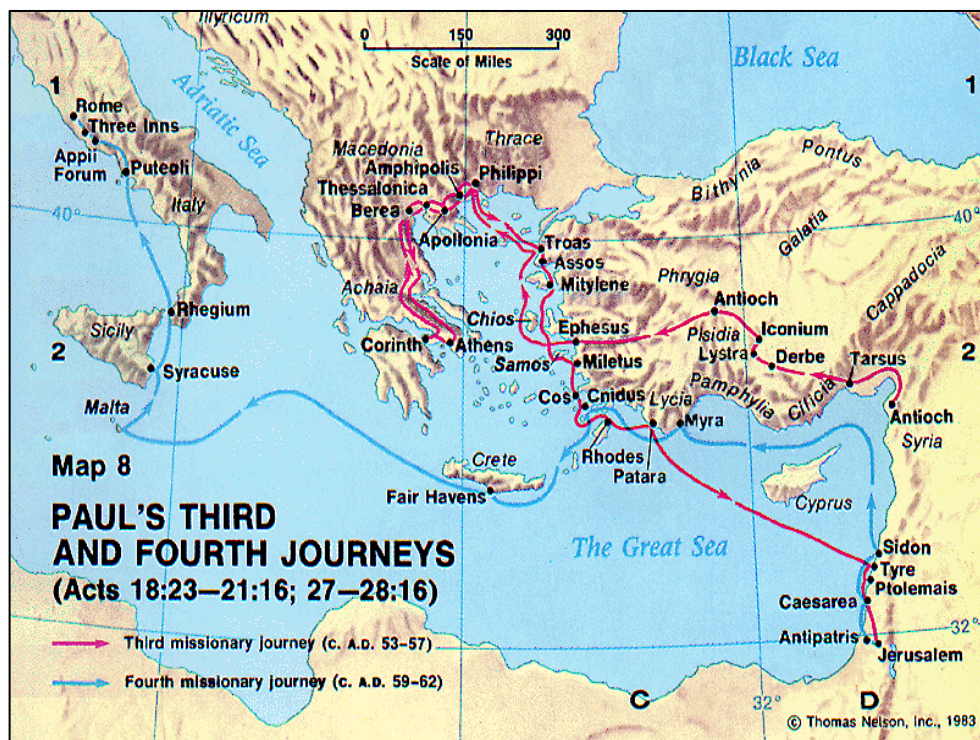 Illyricum
0 150 300
Scale of Miles
Black Sea
1
1
Rome
Three Inns
Appii
Forum
Puteoli
Adriatic Sea
Italy
Macedonia
Thrace
Amphipolis
Philippi
Thessalonica
Berea
Apollonia
Bithynia
Pontus
Galatia
Cappadocia
40°
40°
Troas
Assos
Mitylene
Phrygia
Achaia
Antioch
Chios
Ephesus
Pisidia
Iconium
Lystra
Derbe
Tarsus
Rhegium
Sicily
2
2
Corinth
Athens
Samos
Miletus
Syracuse
Cos
Cnidus
Lycia
Pamphylia
Cilicia
Antioch
Syria
Malta
Rhodes
Patara
Myra
Crete
Fair Havens
Cyprus
Map 8
PAUL'S THIRD
AND FOURTH JOURNEYS
(Acts 18:23—21:16; 27—28:16)
The Great Sea
Sidon
Tyre
Ptolemais
Caesarea
Antipatris
Jerusalem
32°
Third missionary journey (C. A.D. 53-57)
Fourth missionary journey (C. A.D. 59-62)
C
32°
D
© Thomas Nelson, Inc., 1983